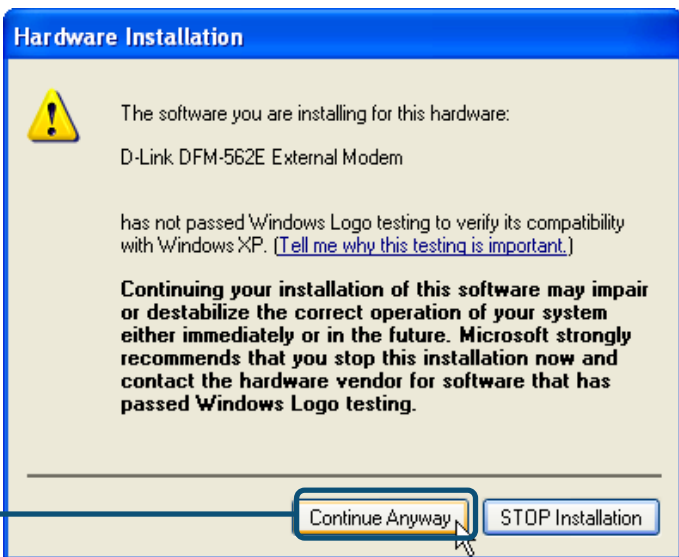 Hardware Installation
The software you are installing for this hardware:
D-Link DFM-562E External Modem
has not passed Windows Logo testing to verify its compatibility
with Windows XP. (Tell me why this testing is important.)
Continuing your installation of this software may impair
or destabilize the correct operation of your system
either immediately or in the future. Microsoft strongly
recommends that you stop this installation now and
contact the hardware vendor for software that has
passed Windows Logo testing.
Continue Anyway STOP Installation